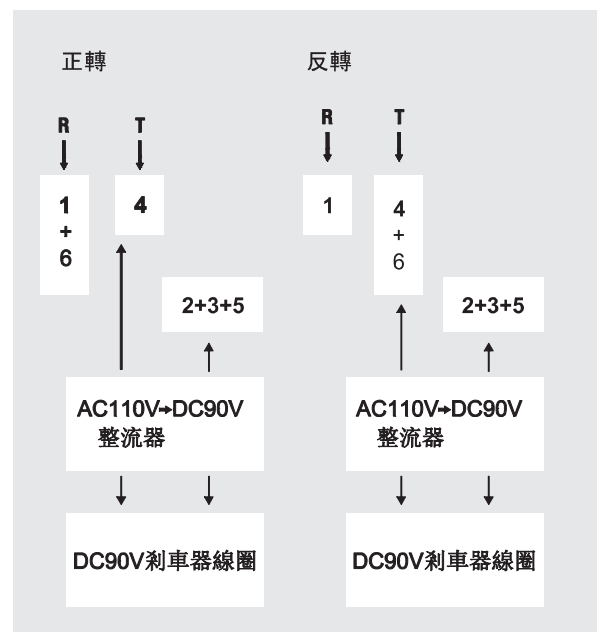 正轉
R T
1
+
6
4
2+3+5
AC110V→DC90V
整流器
DC90V剎車器線圈
反轉
R T
1
4
+
6
2+3+5
AC110V→DC90V
整流器
DC90V剎車器線圈